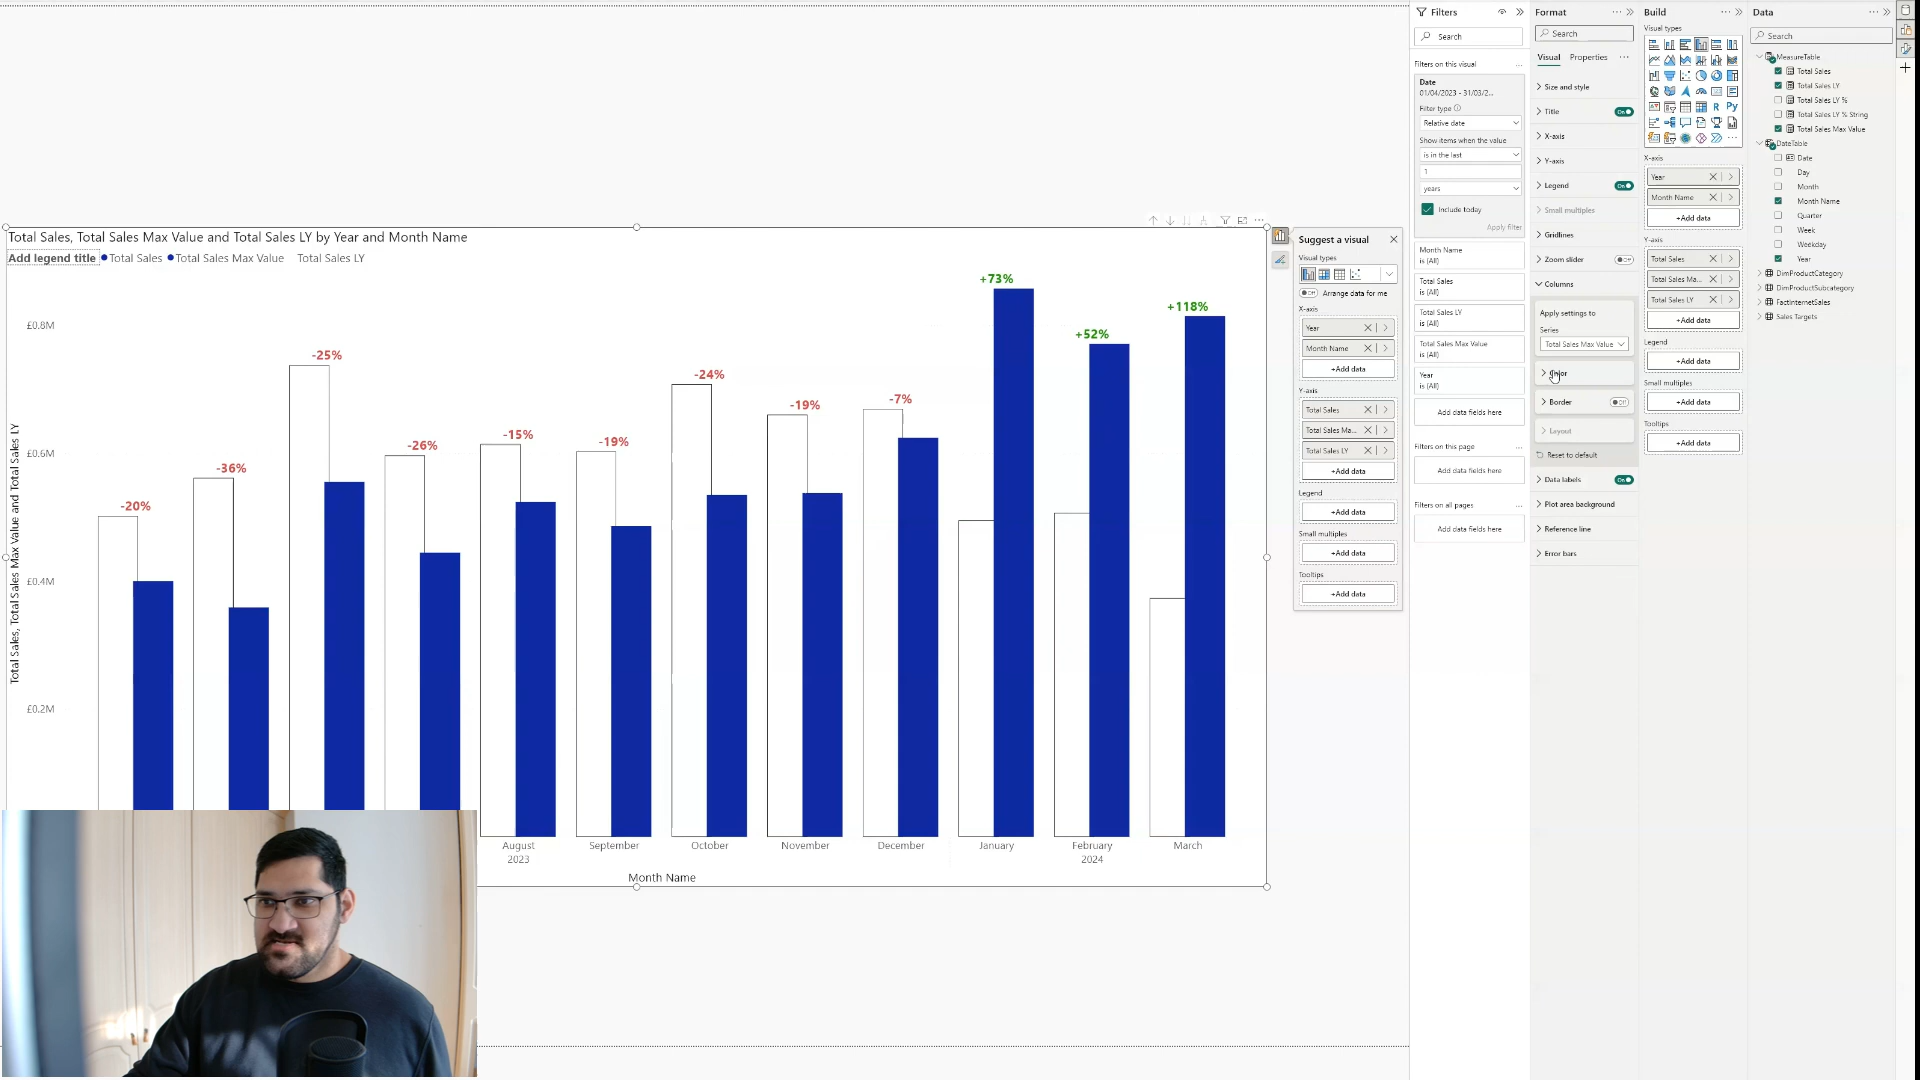 Total Sales, Total Sales Max Value and Total Sales LY by Year and Month Name
Add legend title Total Sales Total Sales Max Value Total Sales LY
Total Sales, Total Sales Max Value and Total Sales LY
£0.8M
£0.6M
£0.4M
£0.2M
-20%
-36%
-25%
-26%
-15%
-19%
-24%
-19%
-7%
+73%
+52%
+118%
August
September
October
November
December
January
February
March
2023
2024
Month Name
Suggest a visual
Visual types
Off
Arrange data for me
X-axis
Year
Month Name
+Add data
Y-axis
Total Sales
Total Sales Ma...
Total Sales LY
+Add data
Legend
+Add data
Small multiples
+Add data
Tooltips
+Add data
Filters
Search
Filters on this visual
Date
01/04/2023 - 31/03/2...
Filter type
Relative date
Show items when the value
is in the last
1
years
Include today
Apply filter
Month Name
is (All)
Total Sales
is (All)
Total Sales LY
is (All)
Total Sales Max Value
is (All)
Year
is (All)
Add data fields here
Filters on this page
Add data fields here
Filters on all pages
Add data fields here
Format
Search
Visual
Properties
Size and style
Title
On
X-axis
Y-axis
Legend
On
Small multiples
Gridlines
Zoom slider
Off
Columns
Apply settings to
Series
Total Sales Max Value
Color
Border
Off
Layout
Reset to default
Data labels
On
Plot area background
Reference line
Error bars
Build
Visual types
R
Py
X-axis
Year
Month Name
+Add data
Y-axis
Total Sales
Total Sales Ma...
Total Sales LY
+Add data
Legend
+Add data
Small multiples
+Add data
Tooltips
+Add data
Data
Search
MeasureTable
Total Sales
Total Sales LY
Total Sales LY %
Total Sales LY % String
Total Sales Max Value
DateTable
Date
Day
Month
Month Name
Quarter
Week
Weekday
Year
DimProductCategory
DimProductSubcategory
FactInternetSales
Sales Targets